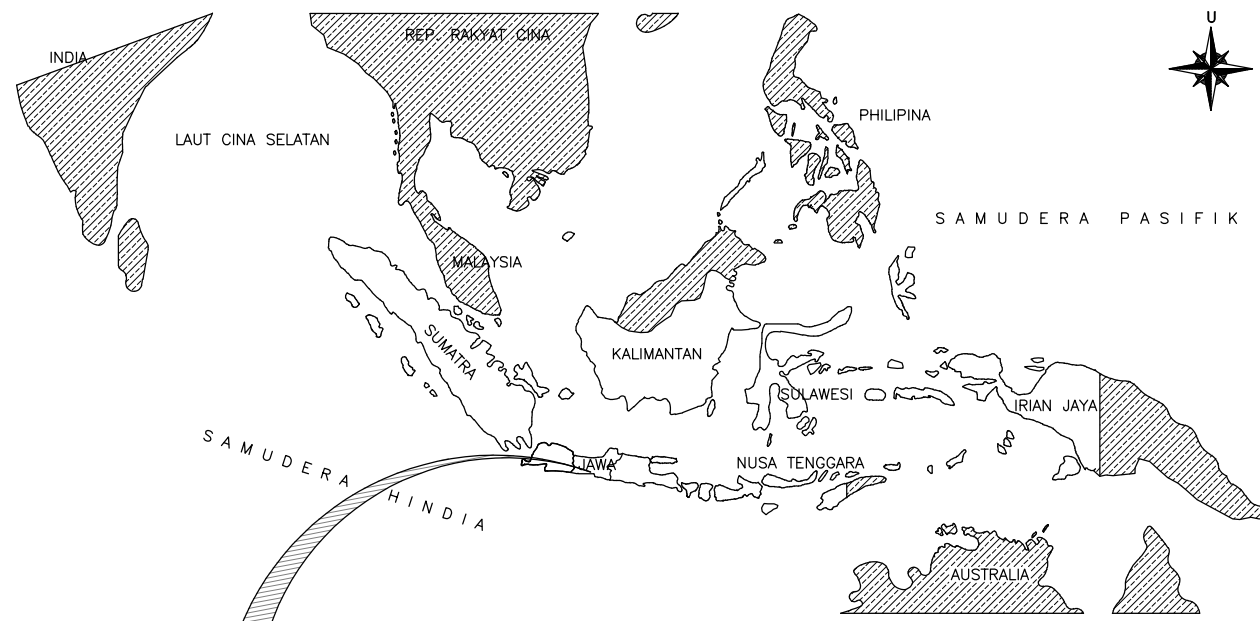 U
REP. RAKYAT CINA
INDIA
PHILIPINA
LAUT CINA SELATAN
SAMUDERA PASIFIK
MALAYSIA
SUMATRA
KALIMANTAN
SULAWESI
IRIAN JAYA
SAMUDERA HINDIA
JAWA
NUSA TENGGARA
AUSTRALIA